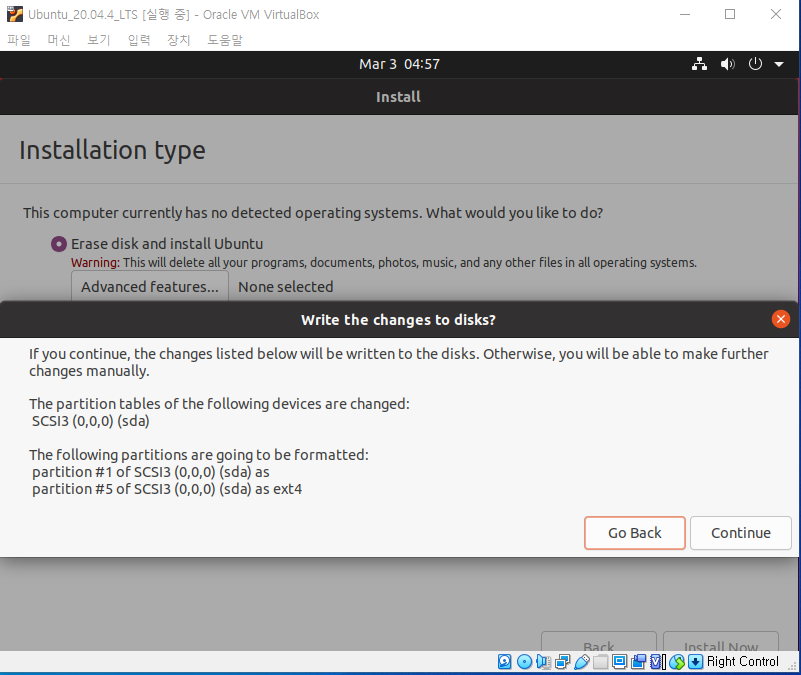 Ubuntu_20.04.4_LTS [실행 중] - Oracle VM VirtualBox
파일 머신 보기 입력 장치 도움말
Mar 3 04:57
Install
Installation type
This computer currently has no detected operating systems. What would you like to do?
Erase disk and install Ubuntu
Warning: This will delete all your programs, documents, photos, music, and any other files in all operating systems.
Advanced features... None selected
Write the changes to disks?
If you continue, the changes listed below will be written to the disks. Otherwise, you will be able to make further
changes manually.
The partition tables of the following devices are changed:
SCSI3 (0,0,0) (sda)
The following partitions are going to be formatted:
partition #1 of SCSI3 (0,0,0) (sda) as
partition #5 of SCSI3 (0,0,0) (sda) as ext4
Go Back Continue
Back Install Now
Right Control